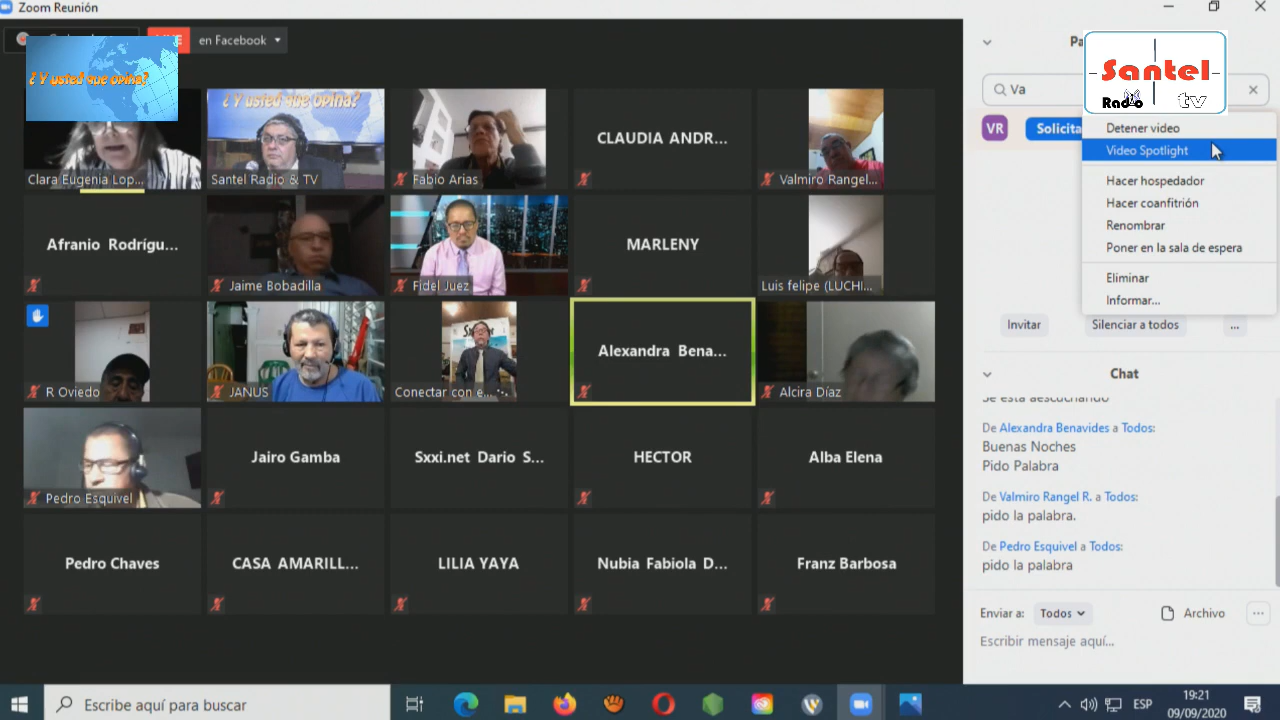 Zoom Reunión
en Facebook
¿Y usted que opina?
¿Y usted que opina?
Clara Eugenia Lop...
Santel Radio & TV
Fabio Arias
CLAUDIA ANDR...
Valmiro Rangel...
Afranio Rodrígu...
Jaime Bobadilla
Fidel Juez
MARLENY
Luis felipe (LUCHI...
R Oviedo
JANUS
Conectar con e...
Alexandra Bena...
Alcira Díaz
Pedro Esquivel
Jairo Gamba
Sxxi.net Dario S...
HECTOR
Alba Elena
Pedro Chaves
CASA AMARILL...
LILIA YAYA
Nubia Fabiola D...
Franz Barbosa
Santel
Radio tv
Va
VR
Solicita
Detener video
Video Spotlight
Hacer hospedador
Hacer coanfitrión
Renombrar
Poner en la sala de espera
Eliminar
Informar...
Invitar
Silenciar a todos
...
Chat
De Alexandra Benavides a Todos:
Buenas Noches
Pido Palabra
De Valmiro Rangel R. a Todos:
pido la palabra.
De Pedro Esquivel a Todos:
pido la palabra
Enviar a: Todos
Archivo
Escribir mensaje aquí...
Escribe aquí para buscar
ESP
19:21
09/09/2020